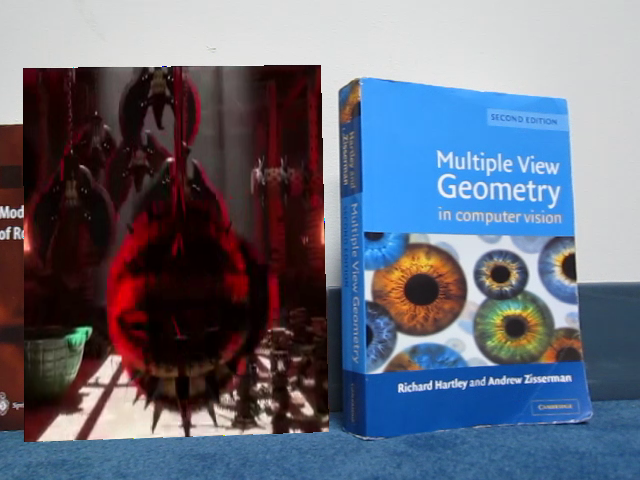 Mod
of Ro
Hartley and
Zisserman
Multiple View Geometry
SECOND EDITION
Multiple View
Geometry
in computer vision
Richard Hartley and Andrew Zisserman
CAMBRIDGE